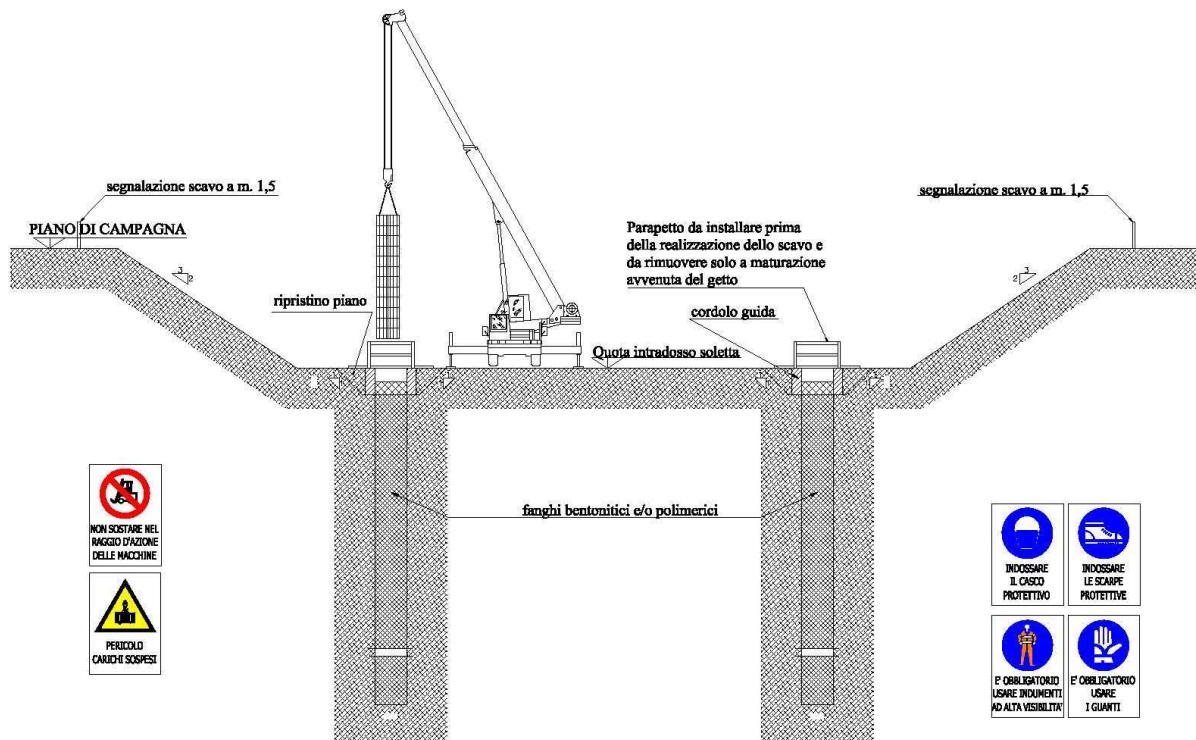 segnalazione scavo a m. 1,5
segnalazione scavo a m. 1,5
PIANO DI CAMPAGNA
Parapetto da installare prima
della realizzazione dello scavo e
da rimuovere solo a maturazione
avvenuta del getto
3
2
3
2
ripristino piano
cordolo guida
Quota intradosso soletta
fanghi bentonitici e/o polimerici
NON SOSTARE NEL
RAGGIO D'AZIONE
DELLE MACCHINE
PERICOLO
CARICHI SOSPESI
INDOSSARE
IL CASCO
PROTETTIVO
INDOSSARE
LE SCARPE
PROTETTIVE
E' OBBLIGATORIO
USARE INDUMENTI
AD ALTA VISIBILITA'
E' OBBLIGATORIO
USARE
I GUANTI